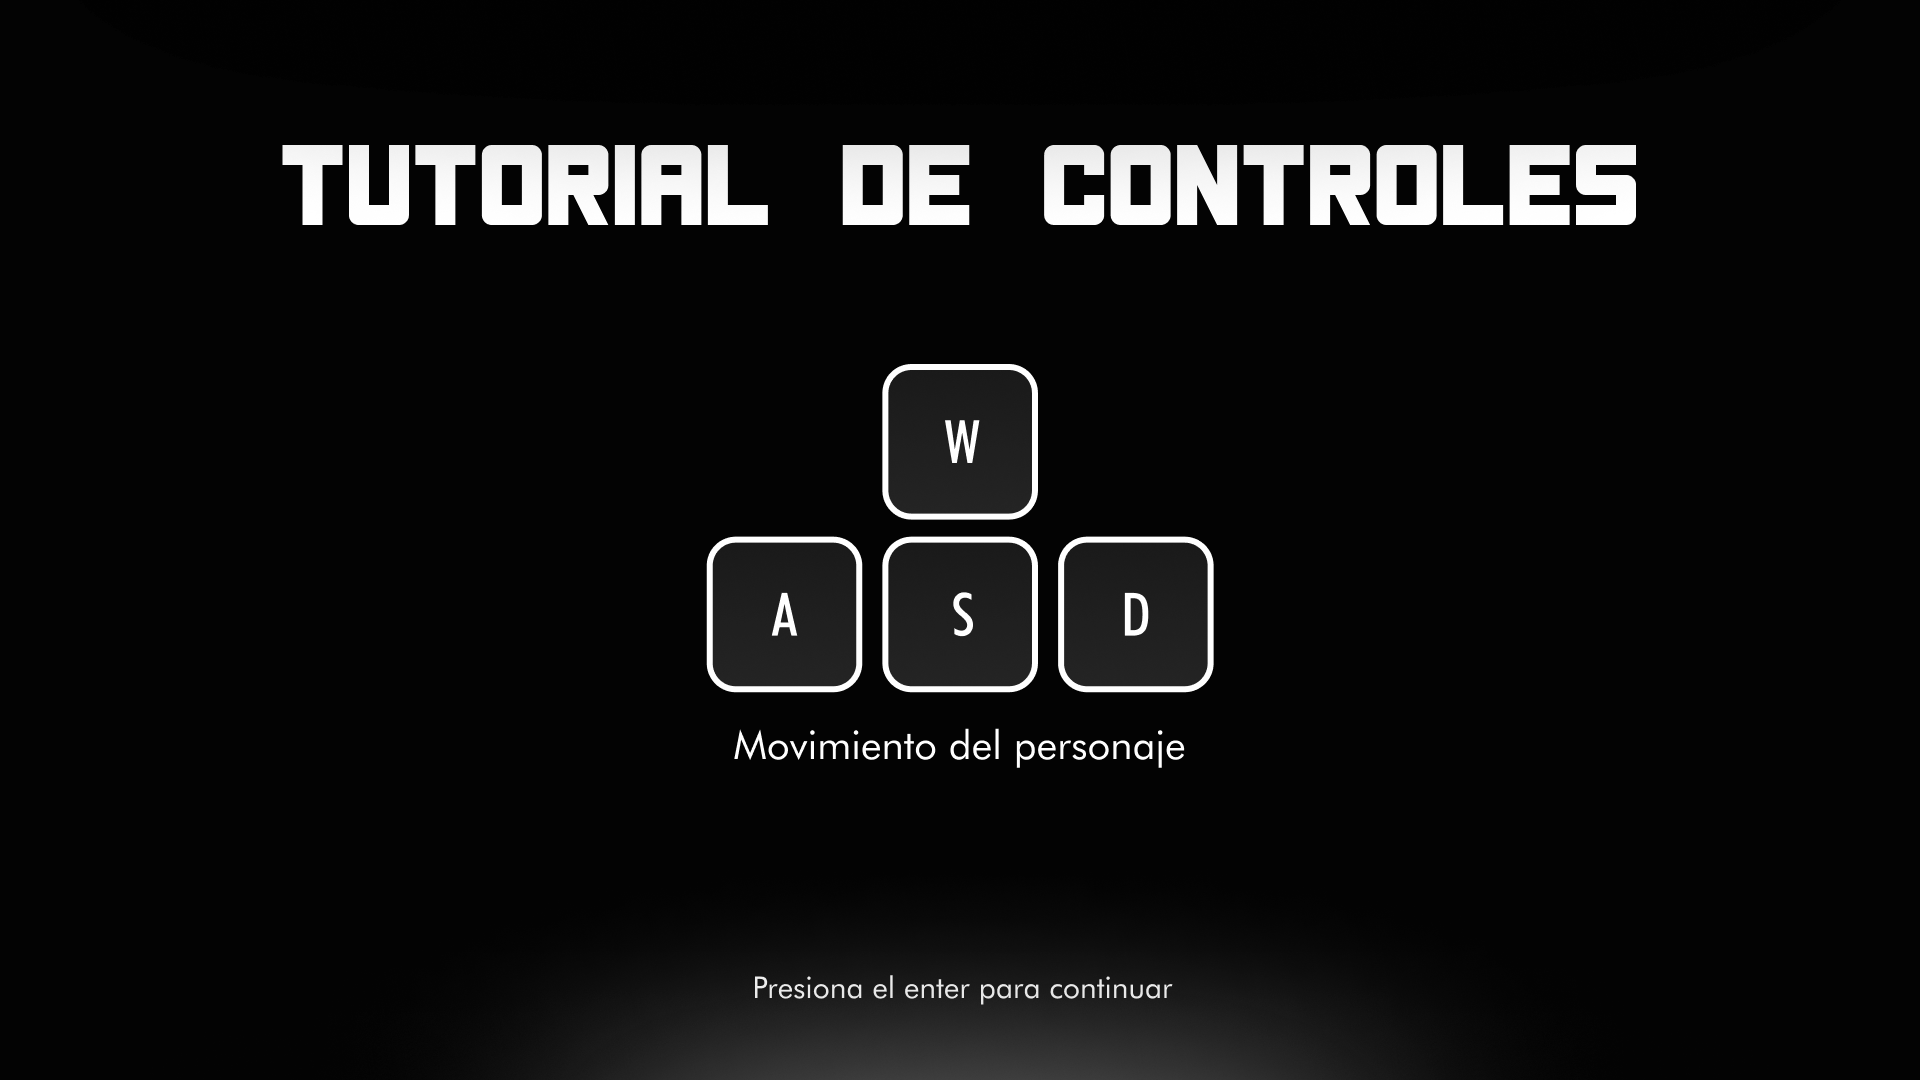 TUTORIAL DE CONTROLES
W
A S D
Movimiento del personaje
Presiona el enter para continuar